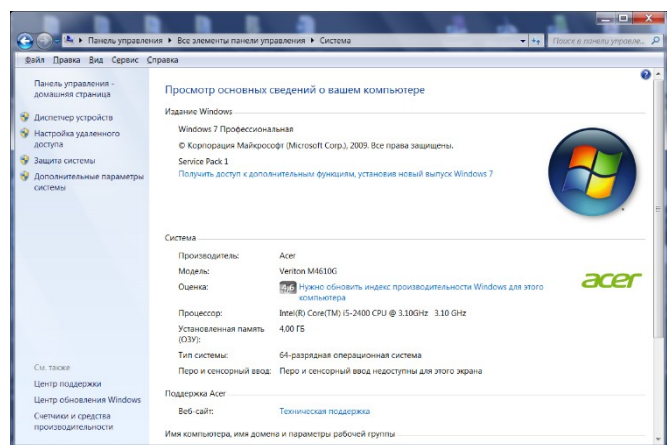 Панель управления ▸ Все элементы панели управления ▸ Система
Поиск в панели управле...
Файл Правка Вид Сервис Справка
Панель управления - домашняя страница
Диспетчер устройств
Настройка удаленного доступа
Защита системы
Дополнительные параметры системы
Просмотр основных сведений о вашем компьютере
Издание Windows
Windows 7 Профессиональная
© Корпорация Майкрософт (Microsoft Corp.), 2009. Все права защищены.
Service Pack 1
Получить доступ к дополнительным функциям, установив новый выпуск Windows 7
Система
Производитель: Acer
Модель: Veriton M4610G
Оценка: 4,6 Нужно обновить индекс производительности Windows для этого компьютера
acer
Процессор: Intel(R) Core(TM) i5-2400 CPU @ 3.10GHz 3.10 GHz
Установленная память (ОЗУ): 4,00 ГБ
Тип системы: 64-разрядная операционная система
Перо и сенсорный ввод: Перо и сенсорный ввод недоступны для этого экрана
Поддержка Acer
Веб-сайт: Техническая поддержка
Имя компьютера, имя домена и параметры рабочей группы
См. также
Центр поддержки
Центр обновления Windows
Счетчики и средства производительности